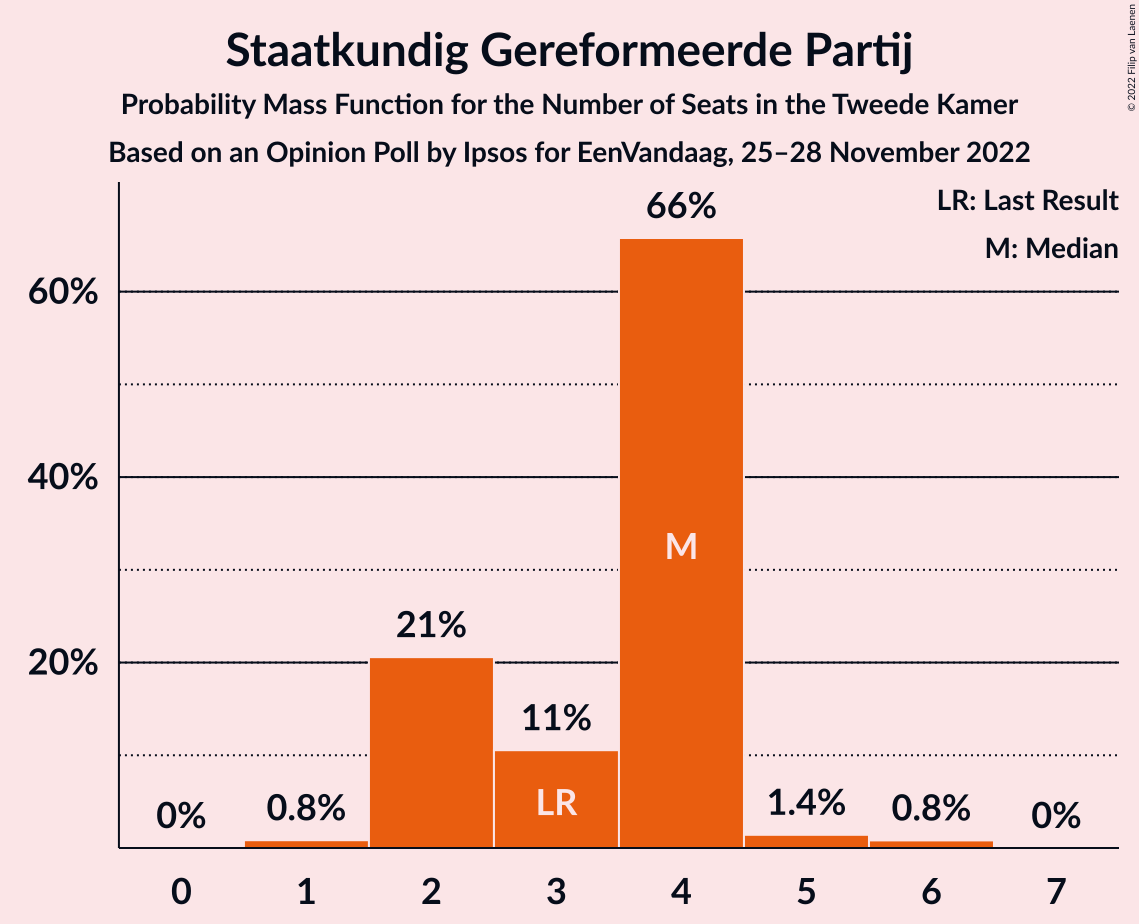 Staatkundig Gereformeerde Partij
Probability Mass Function for the Number of Seats in the Tweede Kamer
Based on an Opinion Poll by Ipsos for EenVandaag, 25–28 November 2022
© 2022 Filip van Laenen
LR: Last Result
M: Median
66%
60%
40%
M
21%
20%
11%
LR
0%
0.8%
1.4%
0.8%
0%
0 1 2 3 4 5 6 7